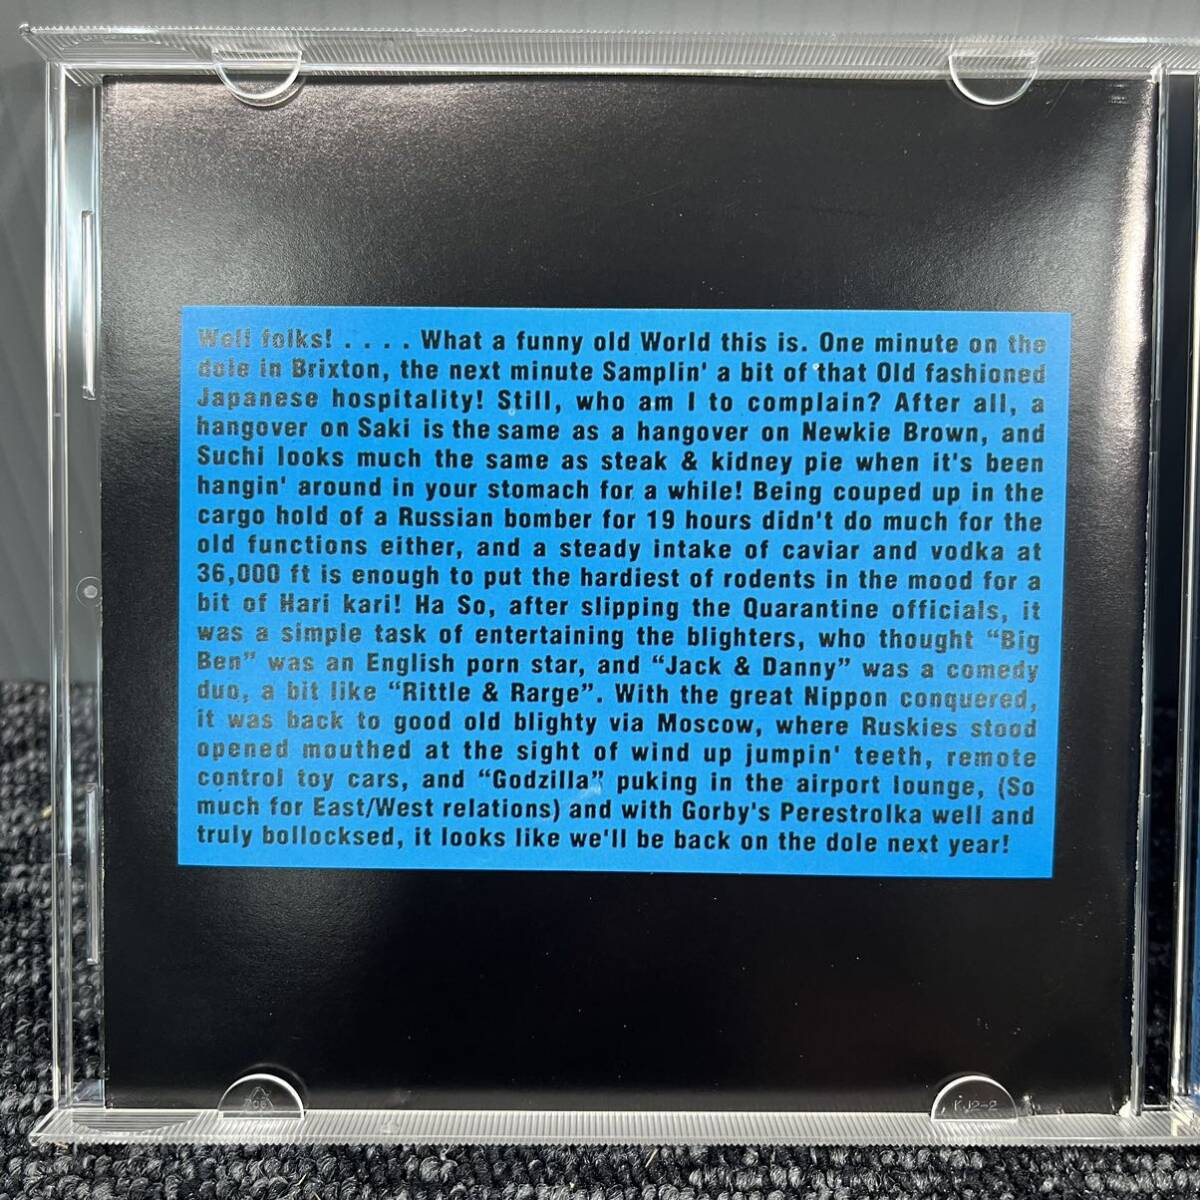 Well folks! . . . . What a funny old World this is. One minute on the
dole in Brixton, the next minute Samplin' a bit of that Old fashioned
Japanese hospitality! Still, who am I to complain? After all, a
hangover on Saki is the same as a hangover on Newkie Brown, and
Suchi looks much the same as steak & kidney pie when it's been
hangin' around in your stomach for a while! Being couped up in the
cargo hold of a Russian bomber for 19 hours didn't do much for the
old functions either, and a steady intake of caviar and vodka at
36,000 ft is enough to put the hardiest of rodents in the mood for a
bit of Hari kari! Ha So, after slipping the Quarantine officials, it
was a simple task of entertaining the blighters, who thought “Big
Ben” was an English porn star, and “Jack & Danny” was a comedy
duo, a bit like “Rittle & Rarge”. With the great Nippon conquered,
it was back to good old blighty via Moscow, where Ruskies stood
opened mouthed at the sight of wind up jumpin' teeth, remote
control toy cars, and “Godzilla” puking in the airport lounge, (So
much for East/West relations) and with Gorby's Perestrolka well and
truly bollocksed, it looks like we'll be back on the dole next year!